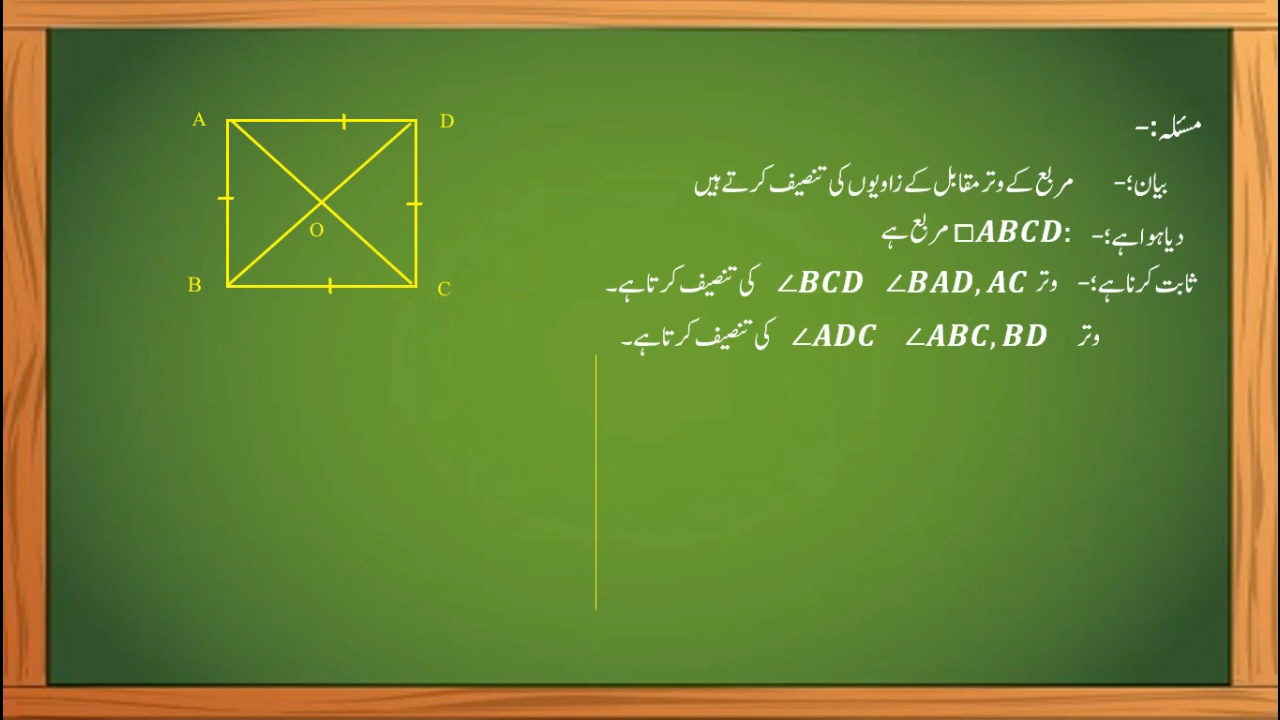 مسئلہ:-
بیان؛- مربع کے وتر مقابل کے زاویوں کی تنصیف کرتے ہیں
دیا ہوا ہے؛- □ABCD: مربع ہے
ثابت کرنا ہے؛- وتر ∠BAD, AC ∠BCD کی تنصیف کرتا ہے۔
وتر ∠ABC, BD ∠ADC کی تنصیف کرتا ہے۔
A
D
O
B
C